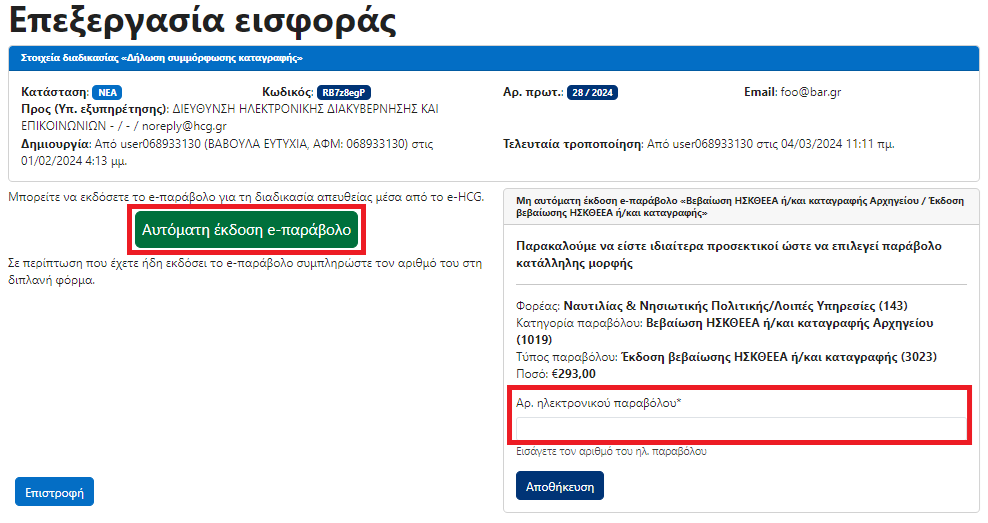 Επεξεργασία εισφοράς
Στοιχεία διαδικασίας «Δήλωση συμμόρφωσης καταγραφής»
Κατάσταση: ΝΕΑ Κωδικός: RB7z8egP Αρ. πρωτ.: 28 / 2024 Email: foo@bar.gr
Προς (Υπ. εξυπηρέτησης): ΔΙΕΥΘΥΝΣΗ ΗΛΕΚΤΡΟΝΙΚΗΣ ΔΙΑΚΥΒΕΡΝΗΣΗΣ ΚΑΙ
ΕΠΙΚΟΙΝΩΝΙΩΝ - / - / noreply@hcg.gr
Δημιουργία: Από user068933130 (ΒΑΒΟΥΛΑ ΕΥΤΥΧΙΑ, ΑΦΜ: 068933130) στις
01/02/2024 4:13 μμ.
Τελευταία τροποποίηση: Από user068933130 στις 04/03/2024 11:11 πμ.
Μπορείτε να εκδόσετε το e-παράβολο για τη διαδικασία απευθείας μέσα από το e-HCG.
Αυτόματη έκδοση e-παράβολο
Σε περίπτωση που έχετε ήδη εκδόσει το e-παράβολο συμπληρώστε τον αριθμό του στη
διπλανή φόρμα.
Επιστροφή
Μη αυτόματη έκδοση e-παράβολο «Βεβαίωση ΗΣΚΘΕΕΑ ή/και καταγραφής Αρχηγείου / Έκδοση
βεβαίωσης ΗΣΚΘΕΕΑ ή/και καταγραφής»
Παρακαλούμε να είστε ιδιαίτερα προσεκτικοί ώστε να επιλεγεί παράβολο
κατάλληλης μορφής
Φορέας: Ναυτιλίας & Νησιωτικής Πολιτικής/Λοιπές Υπηρεσίες (143)
Κατηγορία παραβόλου: Βεβαίωση ΗΣΚΘΕΕΑ ή/και καταγραφής Αρχηγείου
(1019)
Τύπος παραβόλου: Έκδοση βεβαίωσης ΗΣΚΘΕΕΑ ή/και καταγραφής (3023)
Ποσό: €293,00
Αρ. ηλεκτρονικού παραβόλου*
Εισάγετε τον αριθμό του ηλ. παραβόλου
Αποθήκευση